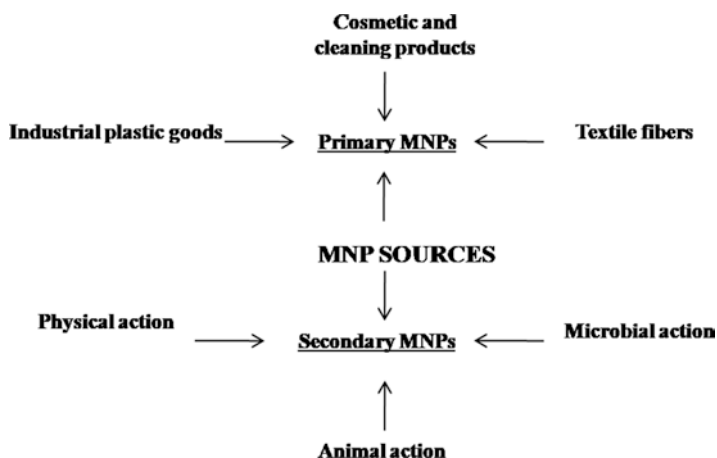 Cosmetic and
cleaning products
Industrial plastic goods
Primary MNPs
Textile fibers
MNP SOURCES
Physical action
Secondary MNPs
Microbial action
Animal action